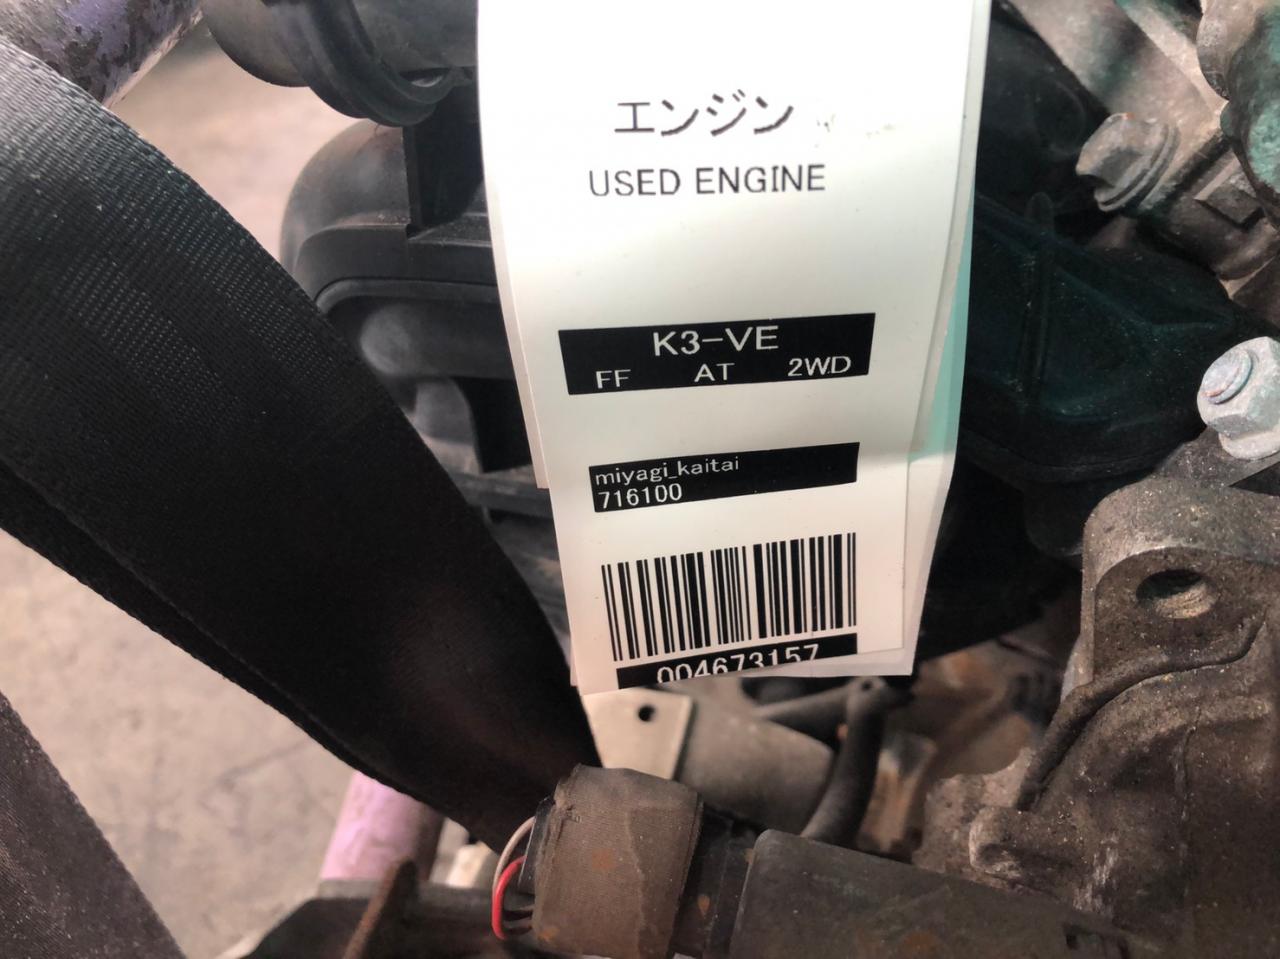 エンジン
USED ENGINE
K3-VE
FF AT 2WD
miyagi_kaitai
716100
004673157